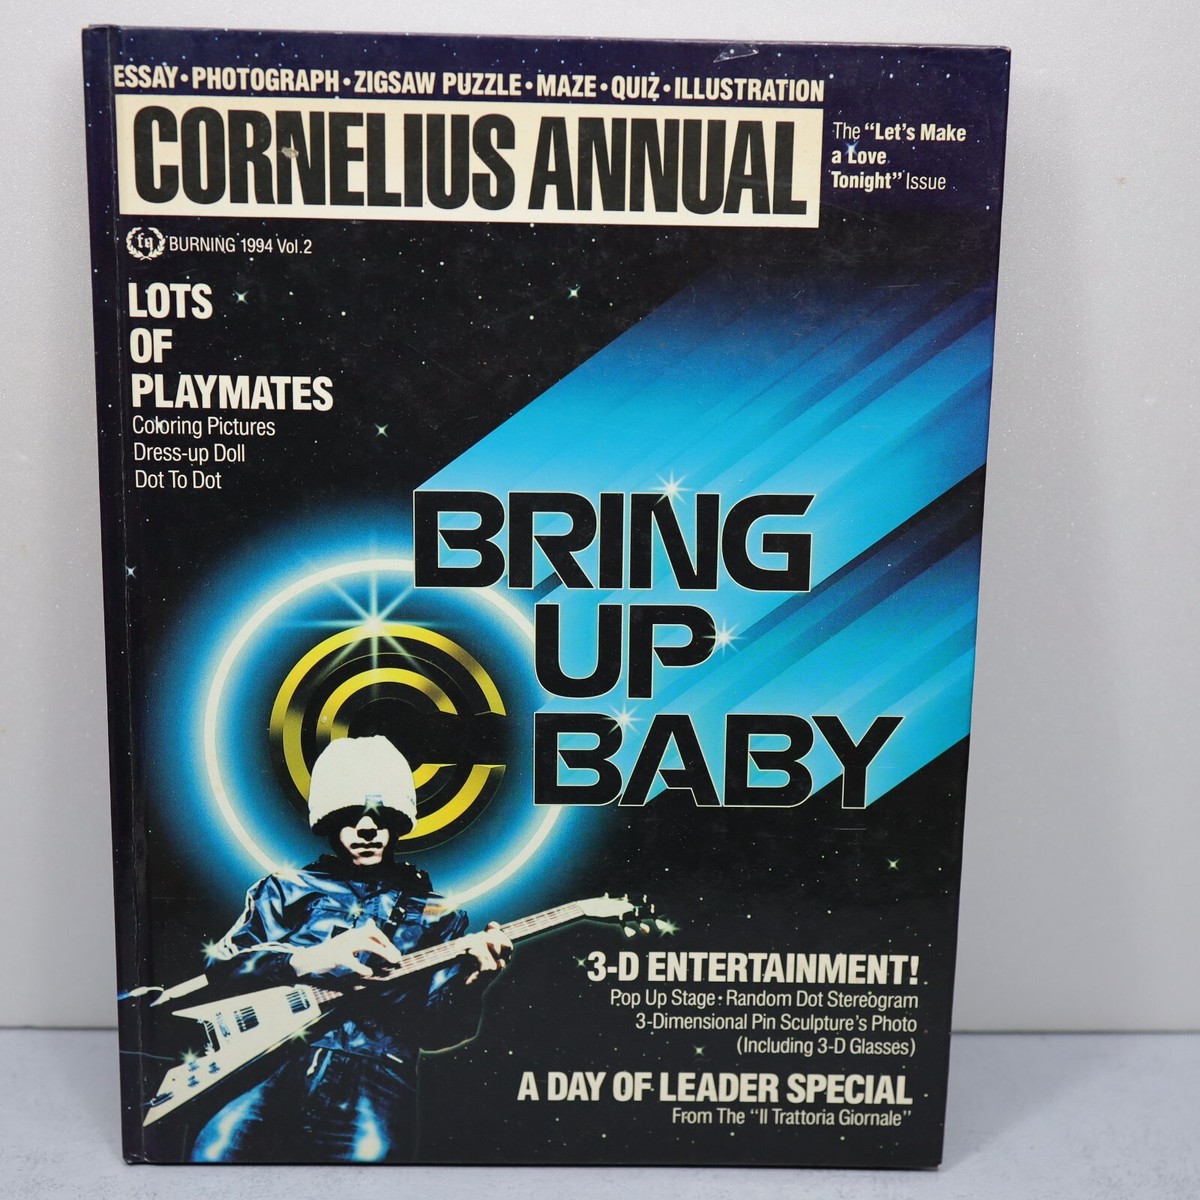 ESSAY•PHOTOGRAPH•ZIGSAW PUZZLE•MAZE•QUIZ•ILLUSTRATION
CORNELIUS ANNUAL
The “Let's Make
a Love
Tonight” Issue
fq BURNING 1994 Vol.2
LOTS
OF
PLAYMATES
Coloring Pictures
Dress-up Doll
Dot To Dot
BRING
UP
BABY
3-D ENTERTAINMENT!
Pop Up Stage•Random Dot Stereogram
3-Dimensional Pin Sculpture's Photo
(Including 3-D Glasses)
A DAY OF LEADER SPECIAL
From The “Il Trattoria Giornale”